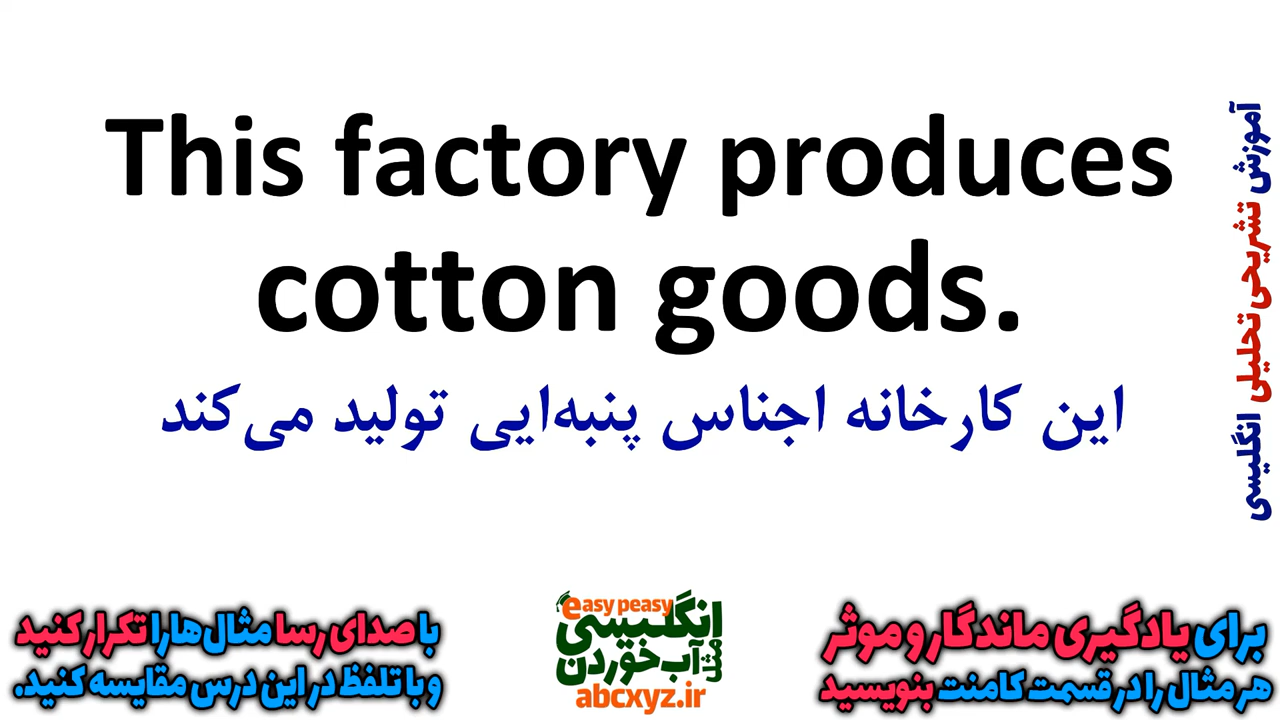 This factory produces
cotton goods.
این کارخانه اجناس پنبه‌ایی تولید می‌کند
آموزش تشریحی تحلیلی انگلیسی
برای یادگیری ماندگار و موثر
هر مثال را در قسمت کامنت بنویسید
easy peasy
انگلیسی
مثل آب خوردن
abcxyz.ir
با صدای رسا مثال‌ها را تکرار کنید
و با تلفظ در این درس مقایسه کنید.